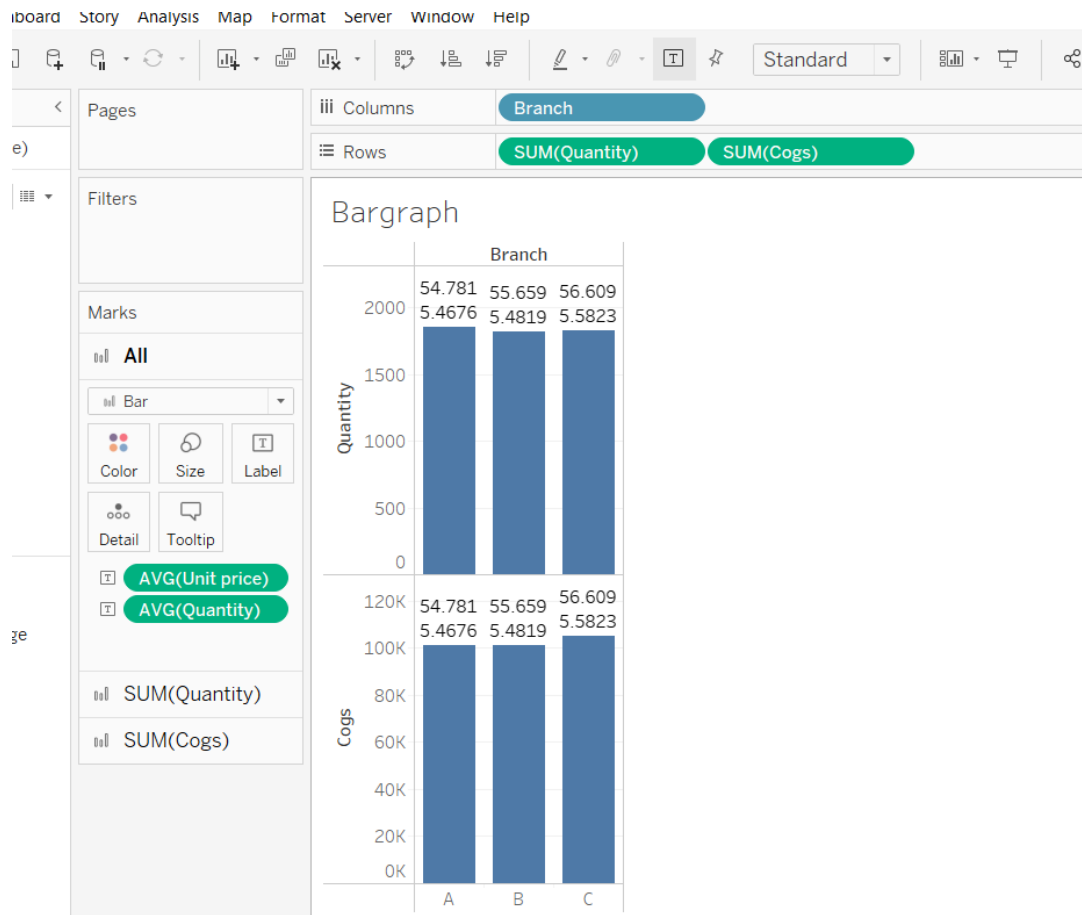 Story Analysis Map Format Server Window Help
Standard
Pages
iii Columns
Branch
Rows
SUM(Quantity)
SUM(Cogs)
Filters
Marks
All
Bar
Color
Size
Label
Detail
Tooltip
AVG(Unit price)
AVG(Quantity)
SUM(Quantity)
SUM(Cogs)
Bargraph
Branch
54.781 55.659 56.609
5.4676 5.4819 5.5823
2000
1500
1000
500
0
Quantity
54.781 55.659 56.609
5.4676 5.4819 5.5823
120K
100K
80K
60K
40K
20K
0K
Cogs
A B C